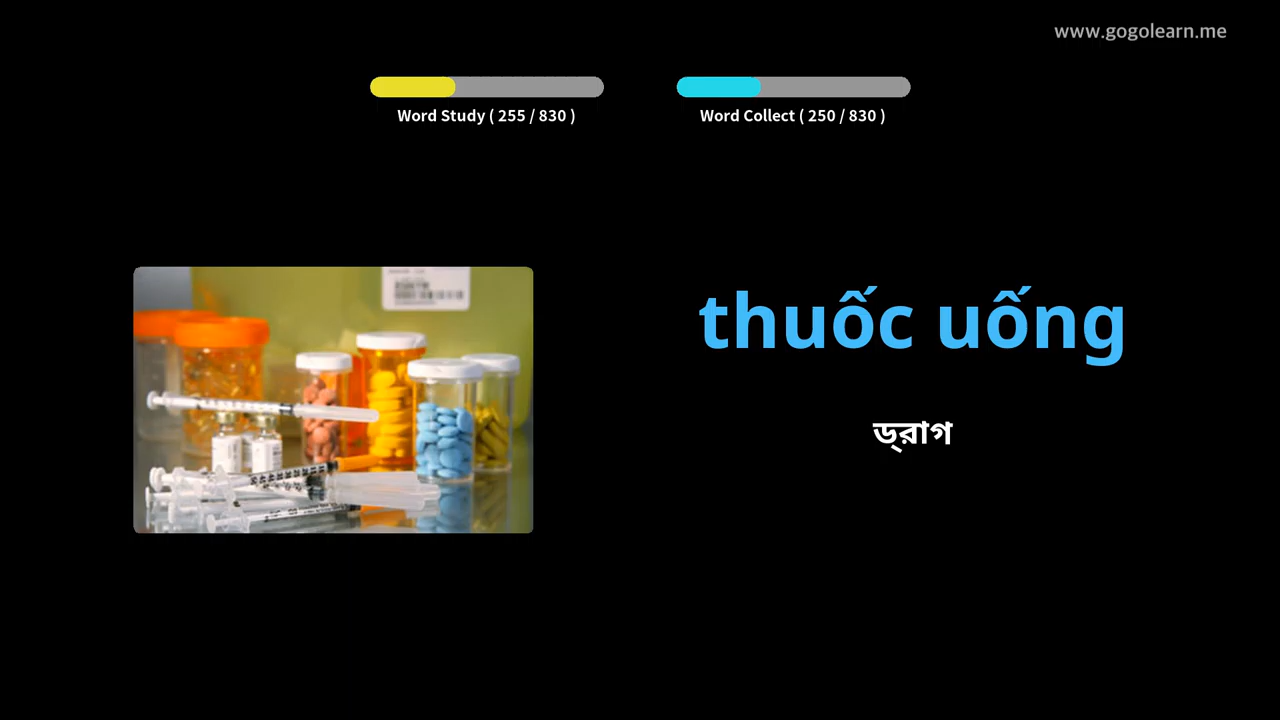 www.gogolearn.me
Word Study ( 255 / 830 )
Word Collect ( 250 / 830 )
thuốc uống
ড্রাগ